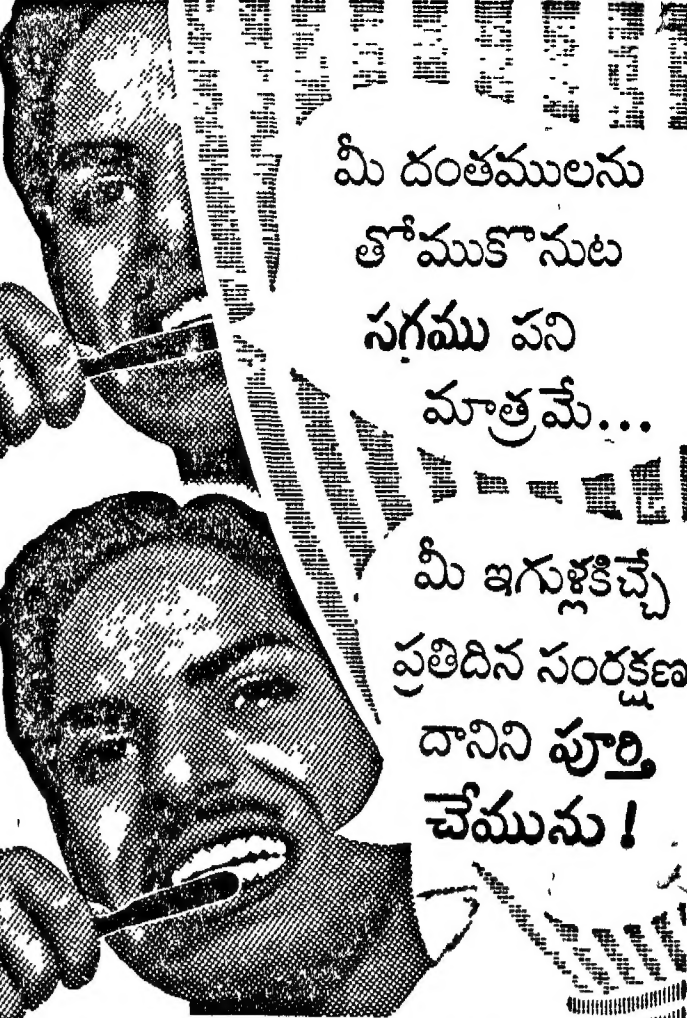 మీ దంతములను
తోముకొనుట
సగము పని
మాత్రమే...
మీ ఇగుళ్లకిచ్చే
ప్రతిదిన సంరక్షణ
దానిని పూర్తి
చేమును!